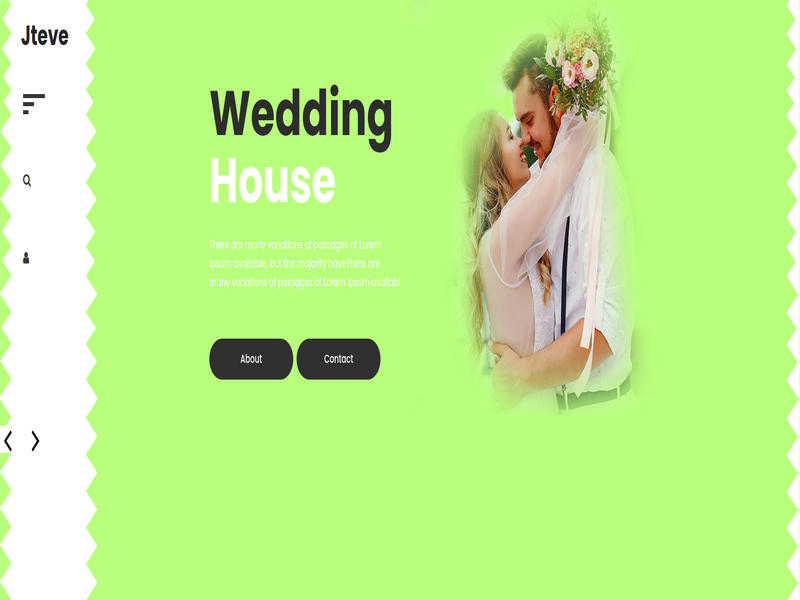 Jteve
Wedding
House
There are many variations of passages of Lorem
Ipsum available, but the majority haveThere are
many variations of passages of Lorem Ipsum availabl
About
Contact